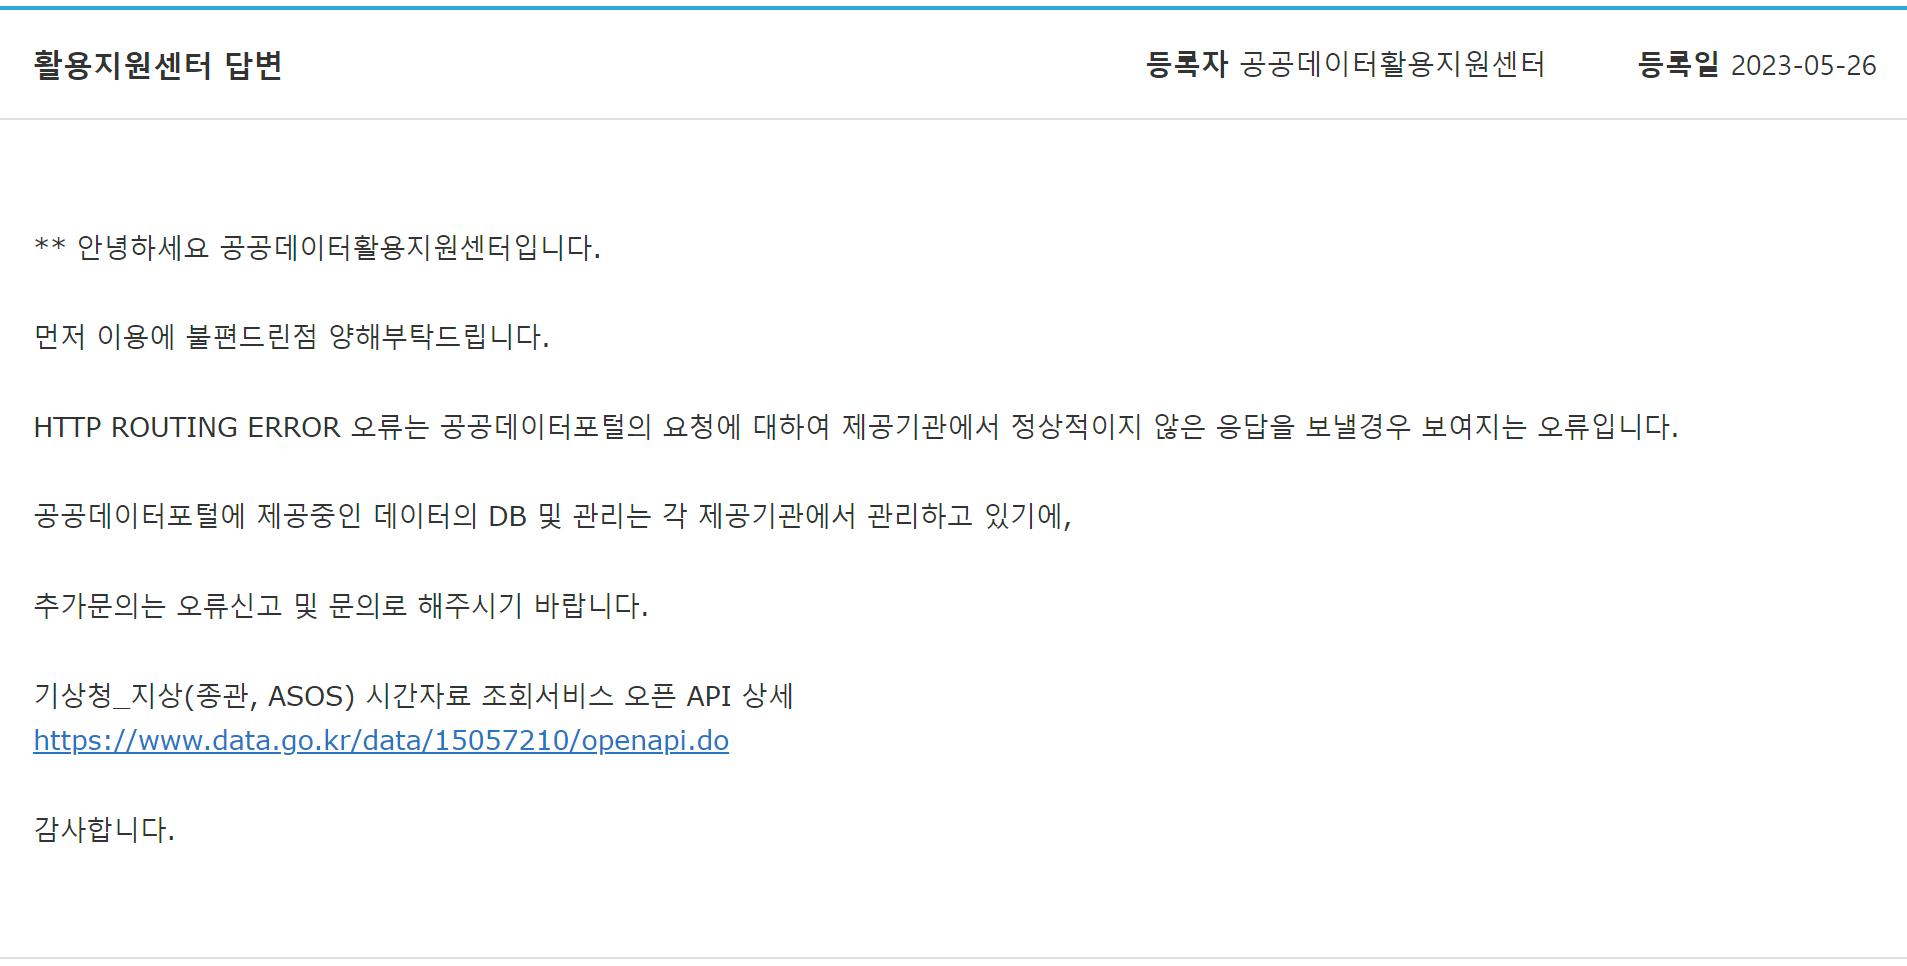 활용지원센터 답변
등록자 공공데이터활용지원센터 등록일 2023-05-26
** 안녕하세요 공공데이터활용지원센터입니다.
먼저 이용에 불편드린점 양해부탁드립니다.
HTTP ROUTING ERROR 오류는 공공데이터포털의 요청에 대하여 제공기관에서 정상적이지 않은 응답을 보낼경우 보여지는 오류입니다.
공공데이터포털에 제공중인 데이터의 DB 및 관리는 각 제공기관에서 관리하고 있기에,
추가문의는 오류신고 및 문의로 해주시기 바랍니다.
기상청_지상(종관, ASOS) 시간자료 조회서비스 오픈 API 상세
https://www.data.go.kr/data/15057210/openapi.do
감사합니다.